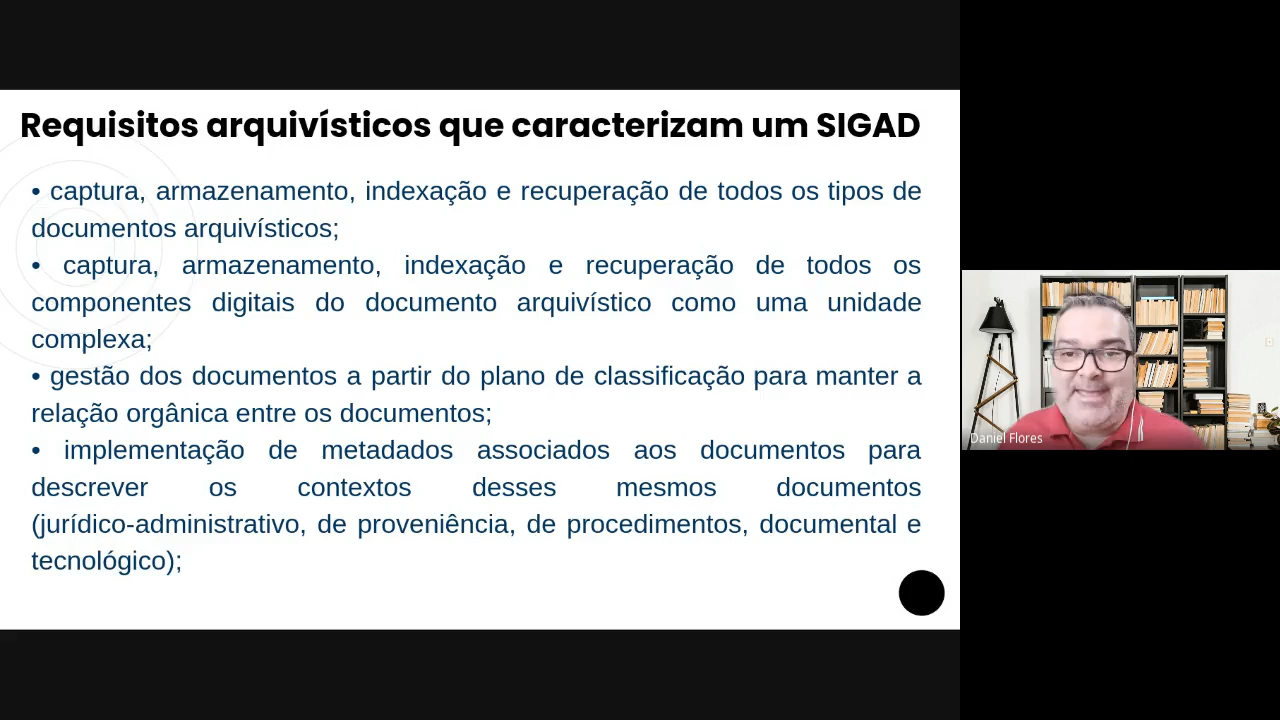 Requisitos arquivísticos que caracterizam um SIGAD
• captura, armazenamento, indexação e recuperação de todos os tipos de
documentos arquivísticos;
• captura, armazenamento, indexação e recuperação de todos os
componentes digitais do documento arquivístico como uma unidade
complexa;
• gestão dos documentos a partir do plano de classificação para manter a
relação orgânica entre os documentos;
• implementação de metadados associados aos documentos para
descrever os contextos desses mesmos documentos
(jurídico-administrativo, de proveniência, de procedimentos, documental e
tecnológico);
Daniel Flores